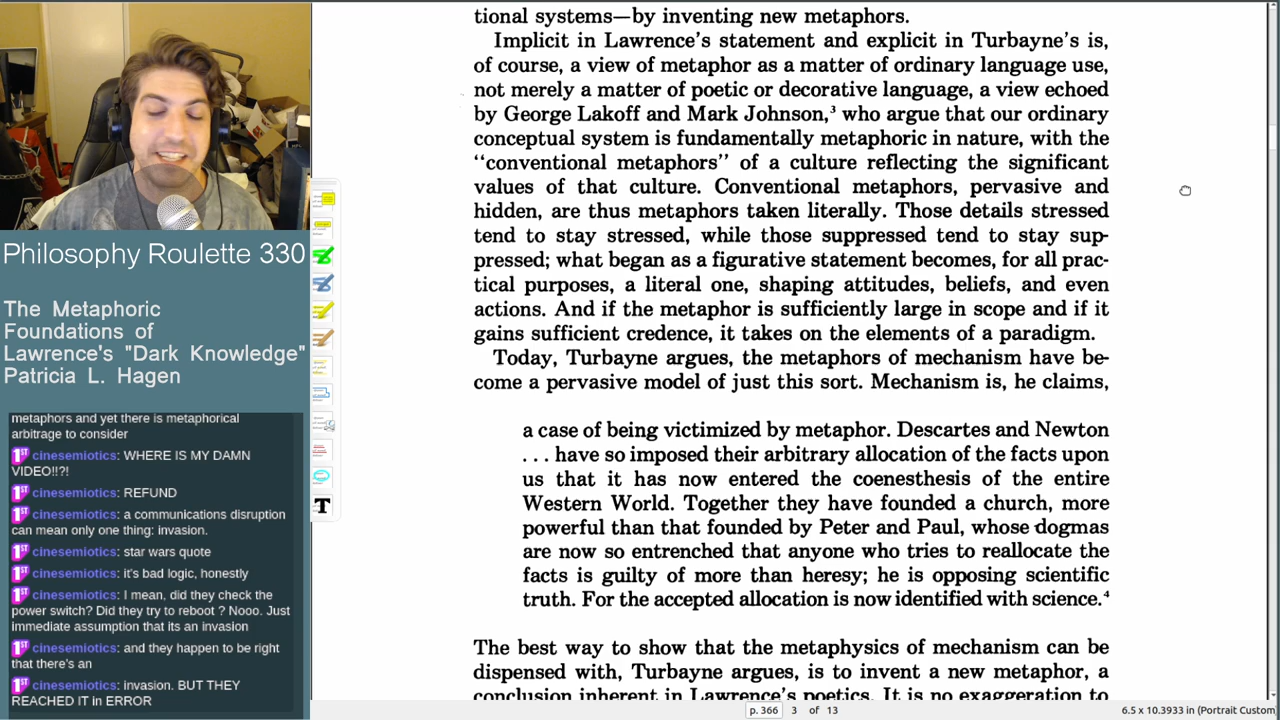 tional systems—by inventing new metaphors.
Implicit in Lawrence's statement and explicit in Turbayne's is,
of course, a view of metaphor as a matter of ordinary language use,
not merely a matter of poetic or decorative language, a view echoed
by George Lakoff and Mark Johnson,³ who argue that our ordinary
conceptual system is fundamentally metaphoric in nature, with the
“conventional metaphors” of a culture reflecting the significant
values of that culture. Conventional metaphors, pervasive and
hidden, are thus metaphors taken literally. Those details stressed
tend to stay stressed, while those suppressed tend to stay sup-
pressed; what began as a figurative statement becomes, for all prac-
tical purposes, a literal one, shaping attitudes, beliefs, and even
actions. And if the metaphor is sufficiently large in scope and if it
gains sufficient credence, it takes on the elements of a paradigm.
Today, Turbayne argues, the metaphors of mechanism have be-
come a pervasive model of just this sort. Mechanism is, he claims,
a case of being victimized by metaphor. Descartes and Newton
... have so imposed their arbitrary allocation of the facts upon
us that it has now entered the coenesthesis of the entire
Western World. Together they have founded a church, more
powerful than that founded by Peter and Paul, whose dogmas
are now so entrenched that anyone who tries to reallocate the
facts is guilty of more than heresy; he is opposing scientific
truth. For the accepted allocation is now identified with science.⁴
The best way to show that the metaphysics of mechanism can be
dispensed with, Turbayne argues, is to invent a new metaphor, a
conclusion inherent in Lawrence's poetics. It is no exaggeration to
Philosophy Roulette 330
The Metaphoric
Foundations of
Lawrence's "Dark Knowledge"
Patricia L. Hagen
metaphors and yet there is metaphorical
arbitrage to consider
1ST cinesemiotics: WHERE IS MY DAMN
VIDEO!!?!
1ST cinesemiotics: REFUND
1ST cinesemiotics: a communications disruption
can mean only one thing: invasion.
1ST cinesemiotics: star wars quote
1ST cinesemiotics: it's bad logic, honestly
1ST cinesemiotics: I mean, did they check the
power switch? Did they try to reboot ? Nooo. Just
immediate assumption that its an invasion
1ST cinesemiotics: and they happen to be right
that there's an
1ST cinesemiotics: invasion. BUT THEY
REACHED IT in ERROR
T
p. 366 3 of 13
6.5 x 10.3933 in (Portrait Custom